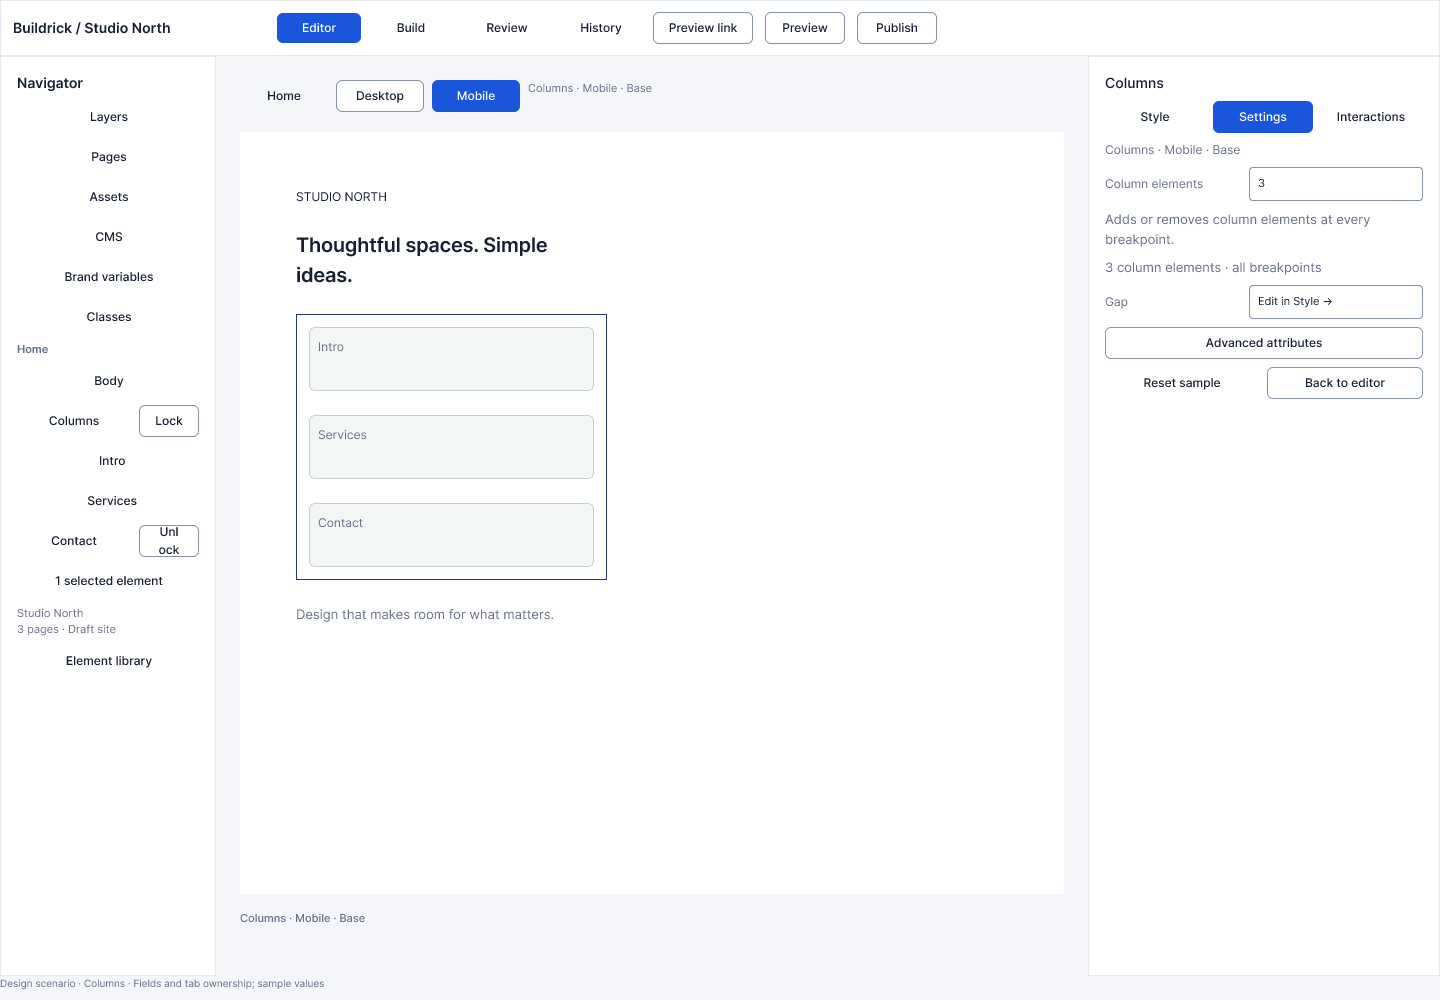 Buildrick / Studio North
Editor
Build
Review
History
Preview link
Preview
Publish
Navigator
Layers
Pages
Assets
CMS
Brand variables
Classes
Home
Body
Columns
Lock
Intro
Services
Contact
Unl
ock
1 selected element
Studio North
3 pages · Draft site
Element library
Home
Desktop
Mobile
Columns · Mobile · Base
STUDIO NORTH
Thoughtful spaces. Simple
ideas.
Intro
Services
Contact
Design that makes room for what matters.
Columns · Mobile · Base
Columns
Style
Settings
Interactions
Columns · Mobile · Base
Column elements
3
Adds or removes column elements at every
breakpoint.
3 column elements · all breakpoints
Gap
Edit in Style →
Advanced attributes
Reset sample
Back to editor
Design scenario · Columns · Fields and tab ownership; sample values